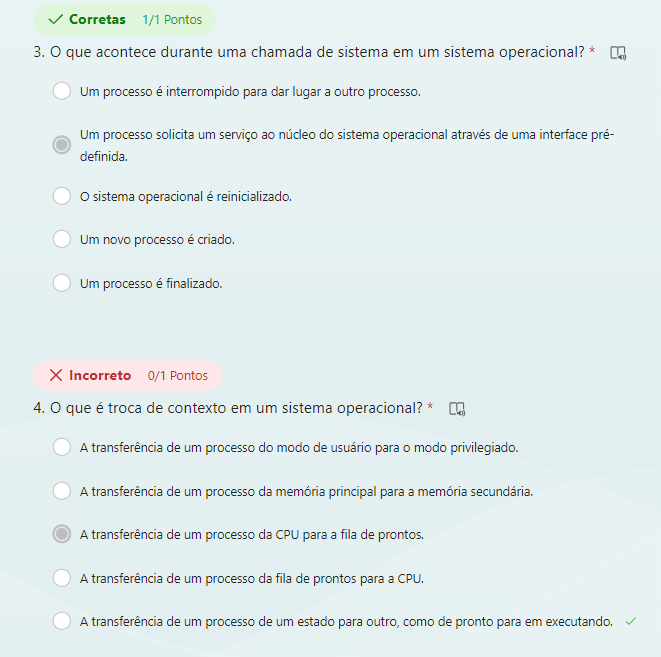 Corretas 1/1 Pontos
3. O que acontece durante uma chamada de sistema em um sistema operacional? *
Um processo é interrompido para dar lugar a outro processo.
Um processo solicita um serviço ao núcleo do sistema operacional através de uma interface pré-
definida.
O sistema operacional é reinicializado.
Um novo processo é criado.
Um processo é finalizado.
Incorreto 0/1 Pontos
4. O que é troca de contexto em um sistema operacional? *
A transferência de um processo do modo de usuário para o modo privilegiado.
A transferência de um processo da memória principal para a memória secundária.
A transferência de um processo da CPU para a fila de prontos.
A transferência de um processo da fila de prontos para a CPU.
A transferência de um processo de um estado para outro, como de pronto para em executando.